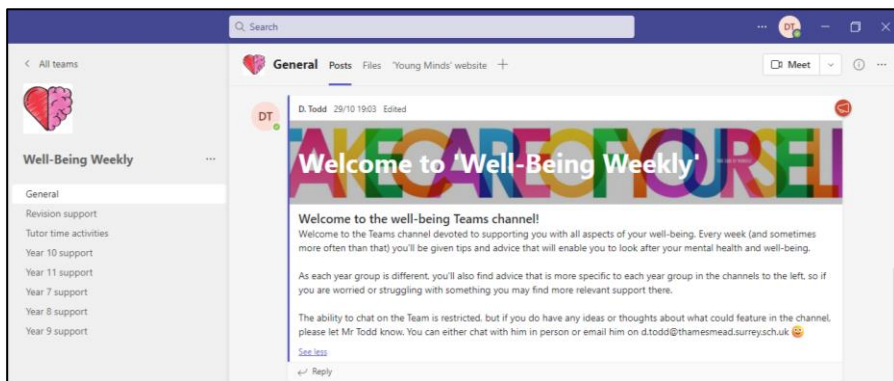 Search
DT
All teams
Well-Being Weekly
General
Revision support
Tutor time activities
Year 10 support
Year 11 support
Year 7 support
Year 8 support
Year 9 support
General Posts Files 'Young Minds' website
Meet
DT
D. Todd 29/10 19:03 Edited
TAKE CARE OF YOURSELF
Welcome to 'Well-Being Weekly'
Welcome to the well-being Teams channel!
Welcome to the Teams channel devoted to supporting you with all aspects of your well-being. Every week (and sometimes
more often than that) you'll be given tips and advice that will enable you to look after your mental health and well-being.
As each year group is different, you'll also find advice that is more specific to each year group in the channels to the left, so if
you are worried or struggling with something you may find more relevant support there.
The ability to chat on the Team is restricted, but if you do have any ideas or thoughts about what could feature in the channel,
please let Mr Todd know. You can either chat with him in person or email him on d.todd@thamesmead.surrey.sch.uk 😀
See less
Reply